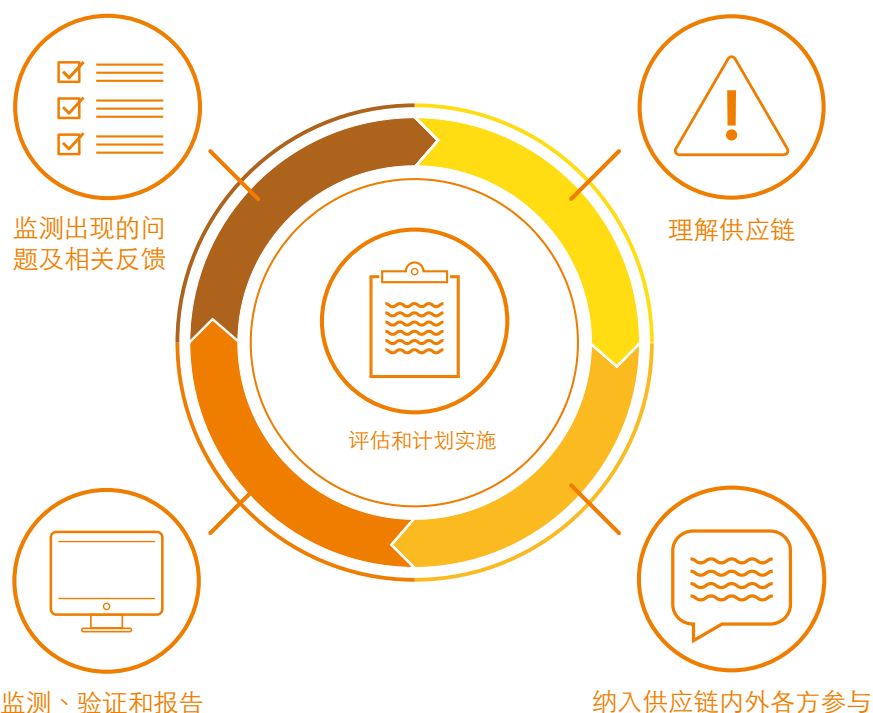 监测出现的问
题及相关反馈
理解供应链
评估和计划实施
监测、验证和报告
纳入供应链内外各方参与